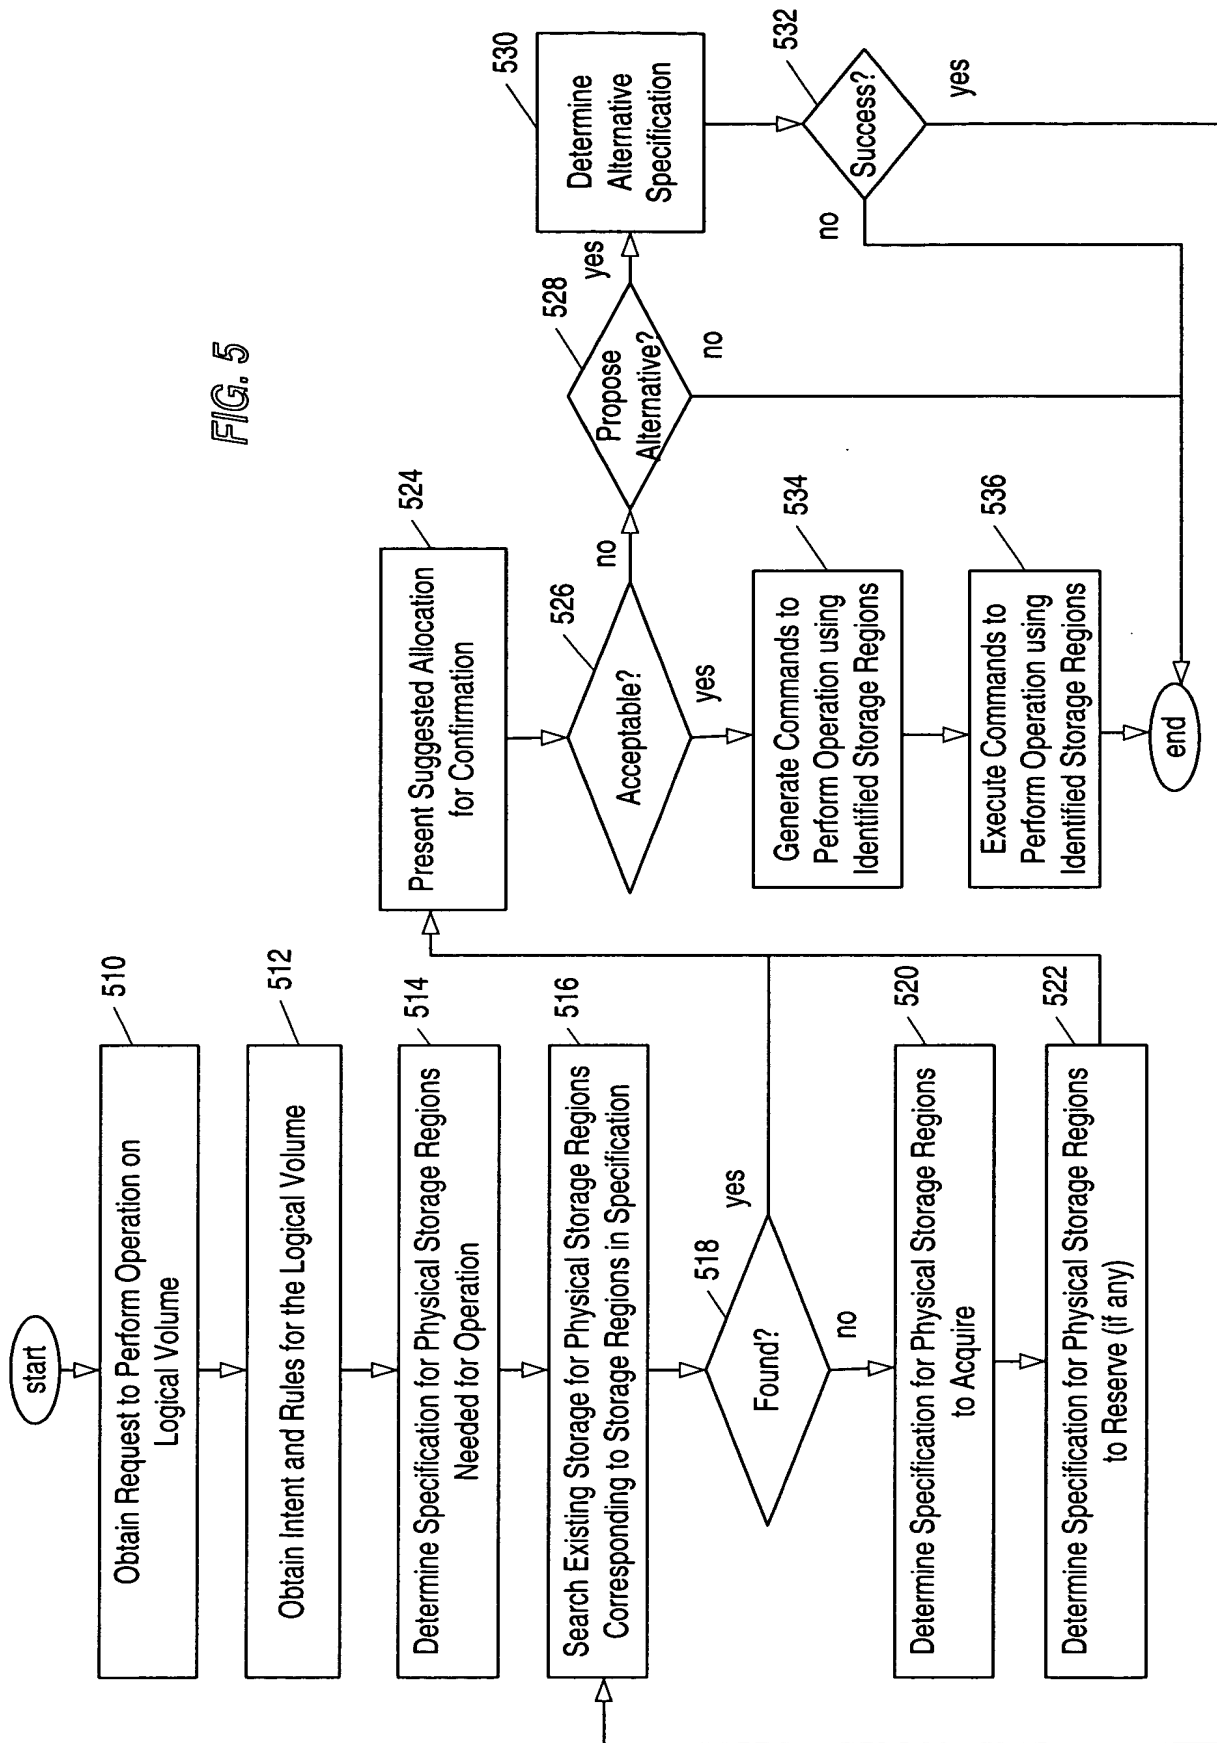 FIG. 5
start
510
Obtain Request to Perform Operation on
Logical Volume
512
Obtain Intent and Rules for the Logical Volume
514
Determine Specification for Physical Storage Regions
Needed for Operation
516
Search Existing Storage for Physical Storage Regions
Corresponding to Storage Regions in Specification
518
Found?
yes
no
520
Determine Specification for Physical Storage Regions
to Acquire
522
Determine Specification for Physical Storage Regions
to Reserve (if any)
524
Present Suggested Allocation
for Confirmation
526
Acceptable?
no
yes
528
Propose
Alternative?
yes
no
530
Determine
Alternative
Specification
532
Success?
no
yes
534
Generate Commands to
Perform Operation using
Identified Storage Regions
536
Execute Commands to
Perform Operation using
Identified Storage Regions
end